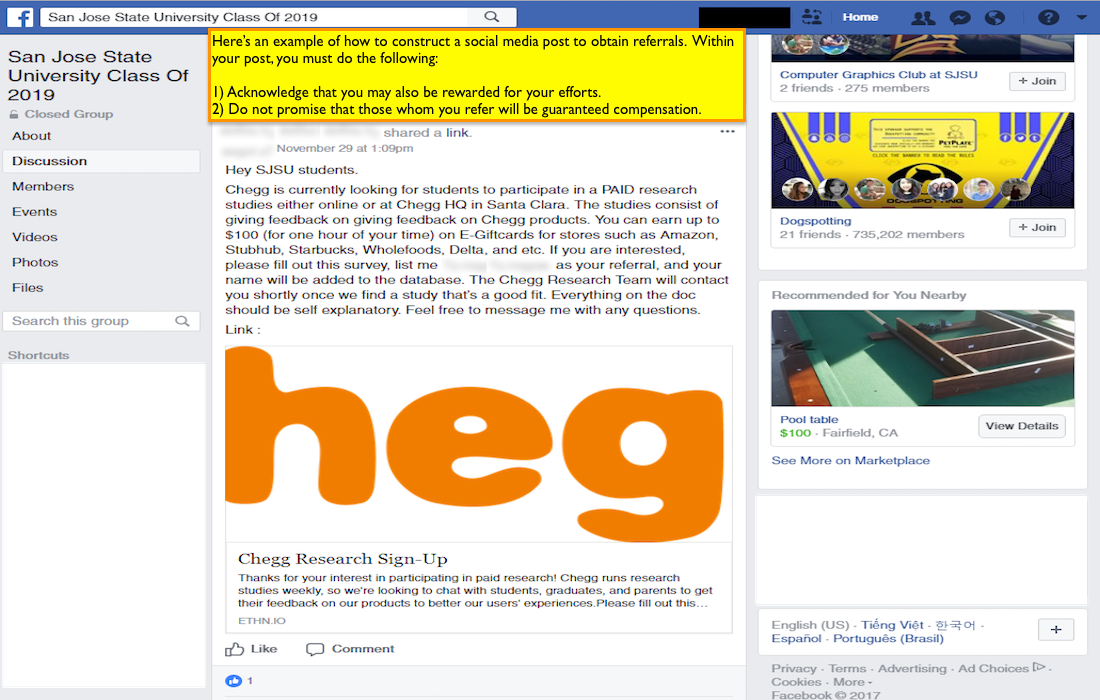 San Jose State University Class Of 2019
Home
San Jose State
University Class Of
2019
Closed Group
About
Discussion
Members
Events
Videos
Photos
Files
Search this group
Shortcuts
Here's an example of how to construct a social media post to obtain referrals. Within
your post, you must do the following:
1) Acknowledge that you may also be rewarded for your efforts.
2) Do not promise that those whom you refer will be guaranteed compensation.
shared a link.
November 29 at 1:09pm
Hey SJSU students.
Chegg is currently looking for students to participate in a PAID research
studies either online or at Chegg HQ in Santa Clara. The studies consist of
giving feedback on giving feedback on Chegg products. You can earn up to
$100 (for one hour of your time) on E-Giftcards for stores such as Amazon,
Stubhub, Starbucks, Wholefoods, Delta, and etc. If you are interested,
please fill out this survey, list me as your referral, and your
name will be added to the database. The Chegg Research Team will contact
you shortly once we find a study that's a good fit. Everything on the doc
should be self explanatory. Feel free to message me with any questions.
Link :
heg
Chegg Research Sign-Up
Thanks for your interest in participating in paid research! Chegg runs research
studies weekly, so we're looking to chat with students, graduates, and parents to get
their feedback on our products to better our users' experiences.Please fill out this...
ETHN.IO
Like
Comment
1
Computer Graphics Club at SJSU
2 friends · 275 members
+ Join
PETPLATE
CLICK THE BANNER TO READ THE RULES
DOGSPOTTING
Dogspotting
21 friends · 735,202 members
+ Join
Recommended for You Nearby
Pool table
$100 · Fairfield, CA
View Details
See More on Marketplace
English (US) · Tiếng Việt · 한국어 ·
Español · Português (Brasil)
+
Privacy · Terms · Advertising · Ad Choices ·
Cookies · More
Facebook © 2017